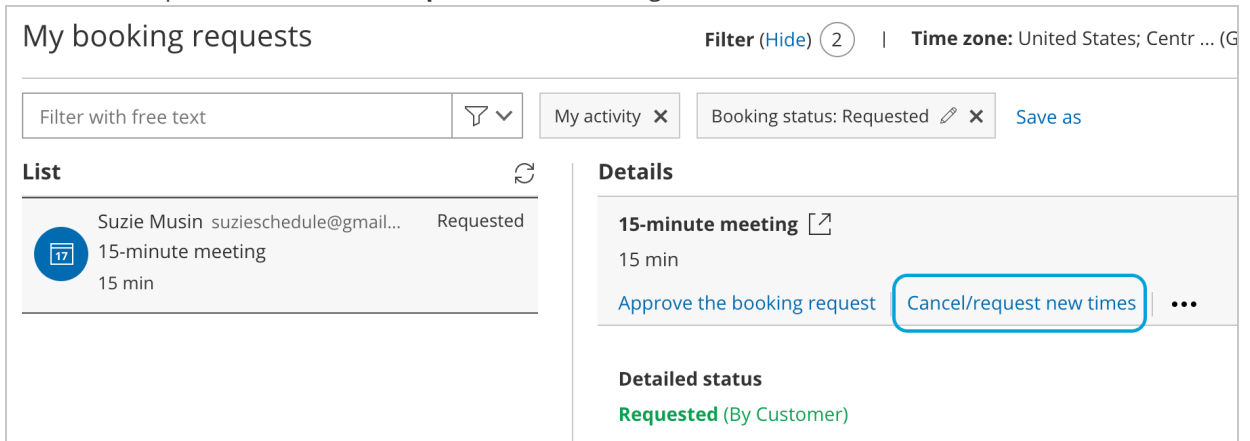 My booking requests
Filter (Hide) 2 | Time zone: United States; Centr ... (G
Filter with free text
My activity ✕
Booking status: Requested ✕
Save as
List
Suzie Musin suzieschedule@gmail... Requested
17
15-minute meeting
15 min
Details
15-minute meeting
15 min
Approve the booking request | Cancel/request new times | •••
Detailed status
Requested (By Customer)